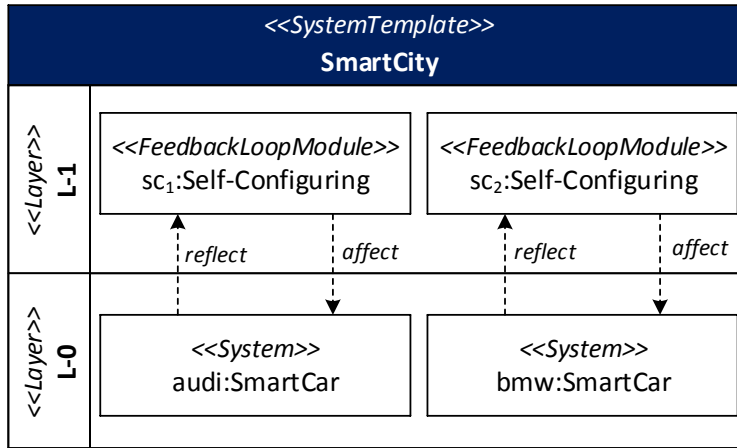 <<SystemTemplate>>
SmartCity
<<Layer>>
L-1
<<FeedbackLoopModule>>
sc₁:Self-Configuring
<<FeedbackLoopModule>>
sc₂:Self-Configuring
reflect
affect
reflect
affect
<<Layer>>
L-0
<<System>>
audi:SmartCar
<<System>>
bmw:SmartCar